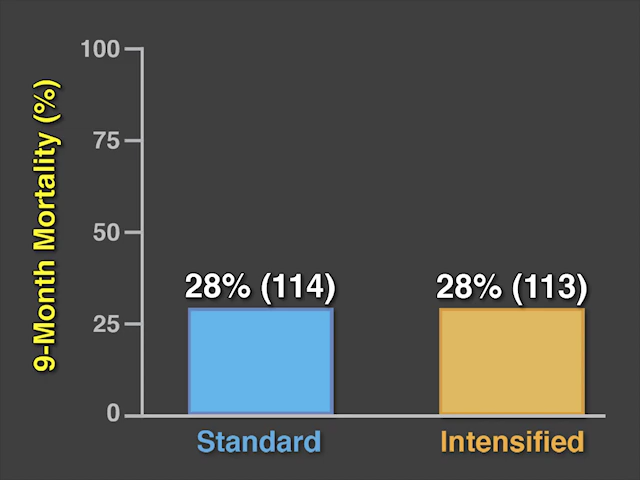 9-Month Mortality (%)
100
75
50
25
0
28% (114)
28% (113)
Standard
Intensified